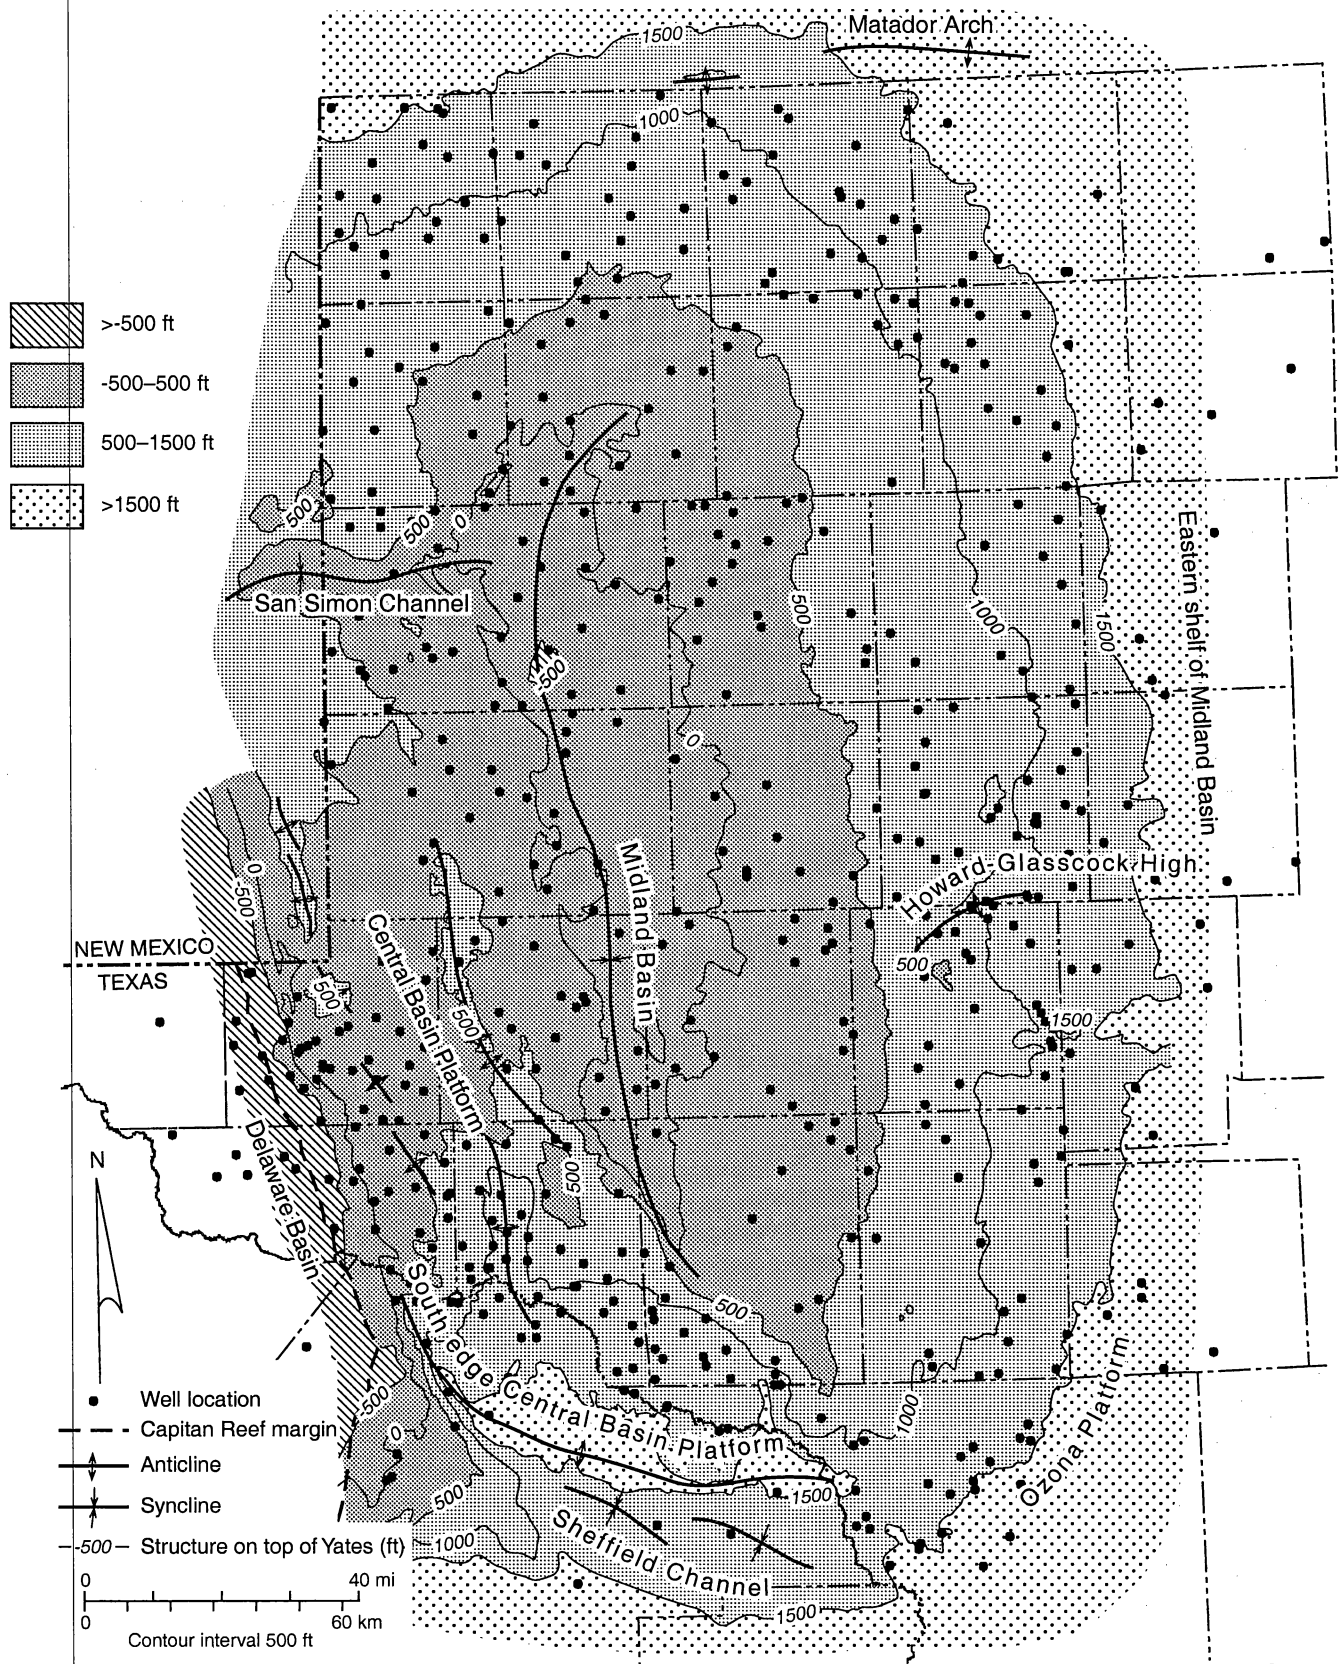 Matador Arch
1500
1000
>-500 ft
-500–500 ft
500–1500 ft
>1500 ft
500
500
0
San Simon Channel
Eastern shelf of Midland Basin
500
1000
1500
-500
0
Midland Basin
Howard-Glasscock High
0
-500
Central Basin Platform
NEW MEXICO
TEXAS
500
500
500
1500
Delaware Basin
500
N
South edge Central Basin Platform
500
Well location
Capitan Reef margin
Anticline
Syncline
–-500– Structure on top of Yates (ft)
-500
0
1000
Ozona Platform
500
1500
1000
Sheffield Channel
1500
0 40 mi
0 60 km
Contour interval 500 ft